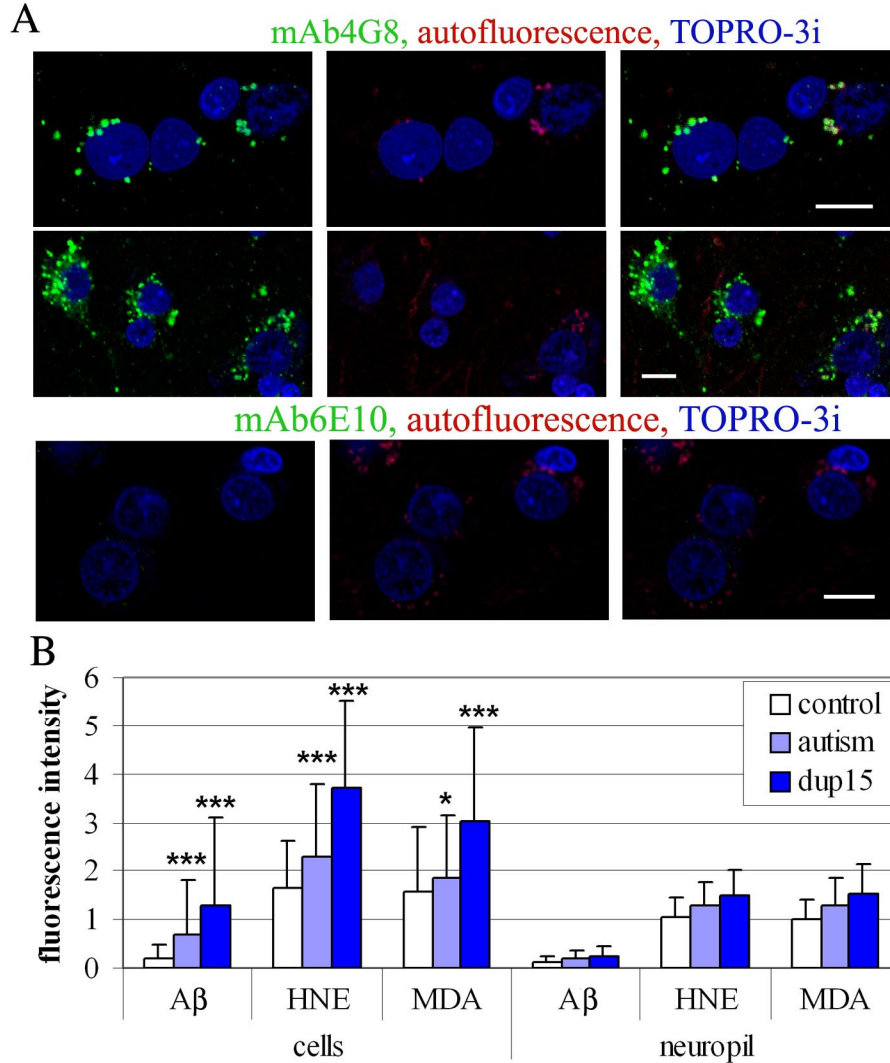 A
mAb4G8, autofluorescence, TOPRO-3i
mAb6E10, autofluorescence, TOPRO-3i
B
fluorescence intensity
6
5
4
3
2
1
0
***
***
***
***
*
***
control
autism
dup15
Aβ HNE MDA Aβ HNE MDA
cells neuropil